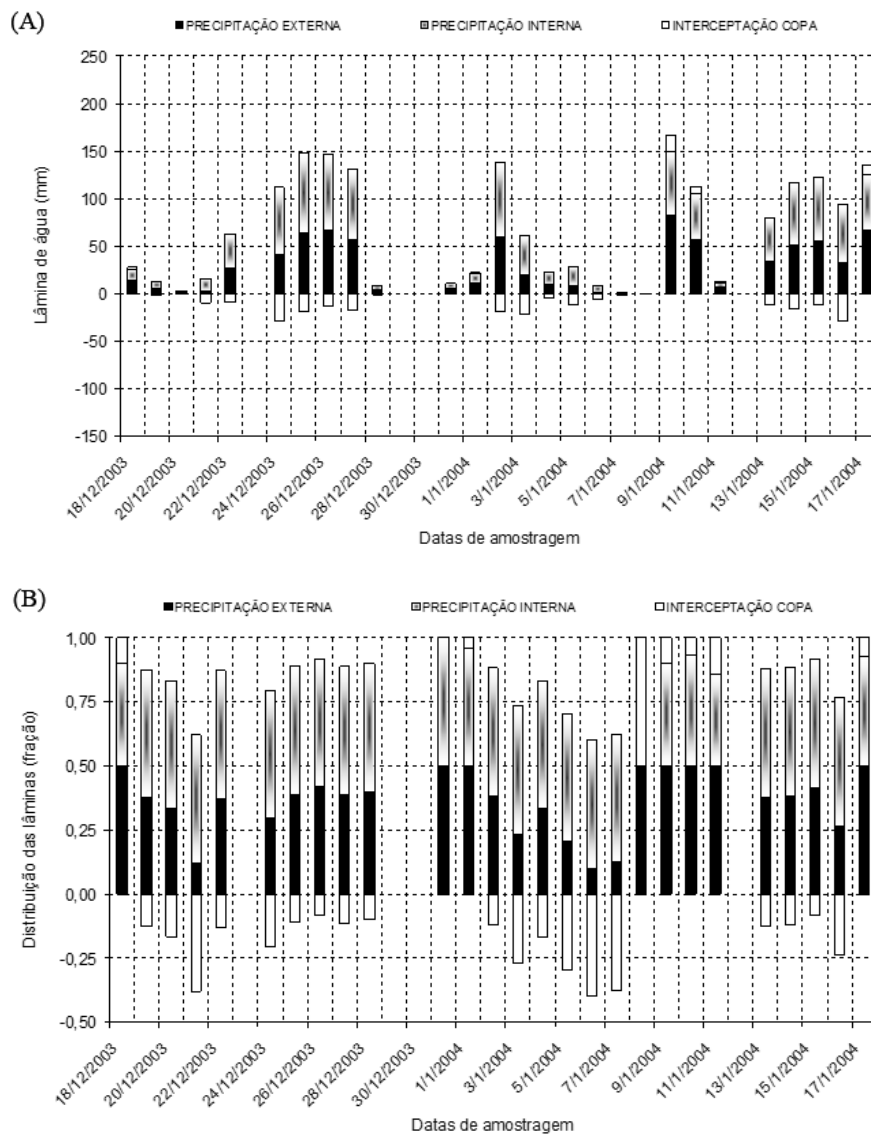 (A)
PRECIPITAÇÃO EXTERNA PRECIPITAÇÃO INTERNA INTERCEPTAÇÃO COPA
250
200
150
100
50
0
-50
-100
-150
Lâmina de água (mm)
18/12/2003 20/12/2003 22/12/2003 24/12/2003 26/12/2003 28/12/2003 30/12/2003 1/1/2004 3/1/2004 5/1/2004 7/1/2004 9/1/2004 11/1/2004 13/1/2004 15/1/2004 17/1/2004
Datas de amostragem
(B)
PRECIPITAÇÃO EXTERNA PRECIPITAÇÃO INTERNA INTERCEPTAÇÃO COPA
1,00
0,75
0,50
0,25
0,00
-0,25
-0,50
Distribuição das lâminas (fração)
18/12/2003 20/12/2003 22/12/2003 24/12/2003 26/12/2003 28/12/2003 30/12/2003 1/1/2004 3/1/2004 5/1/2004 7/1/2004 9/1/2004 11/1/2004 13/1/2004 15/1/2004 17/1/2004
Datas de amostragem